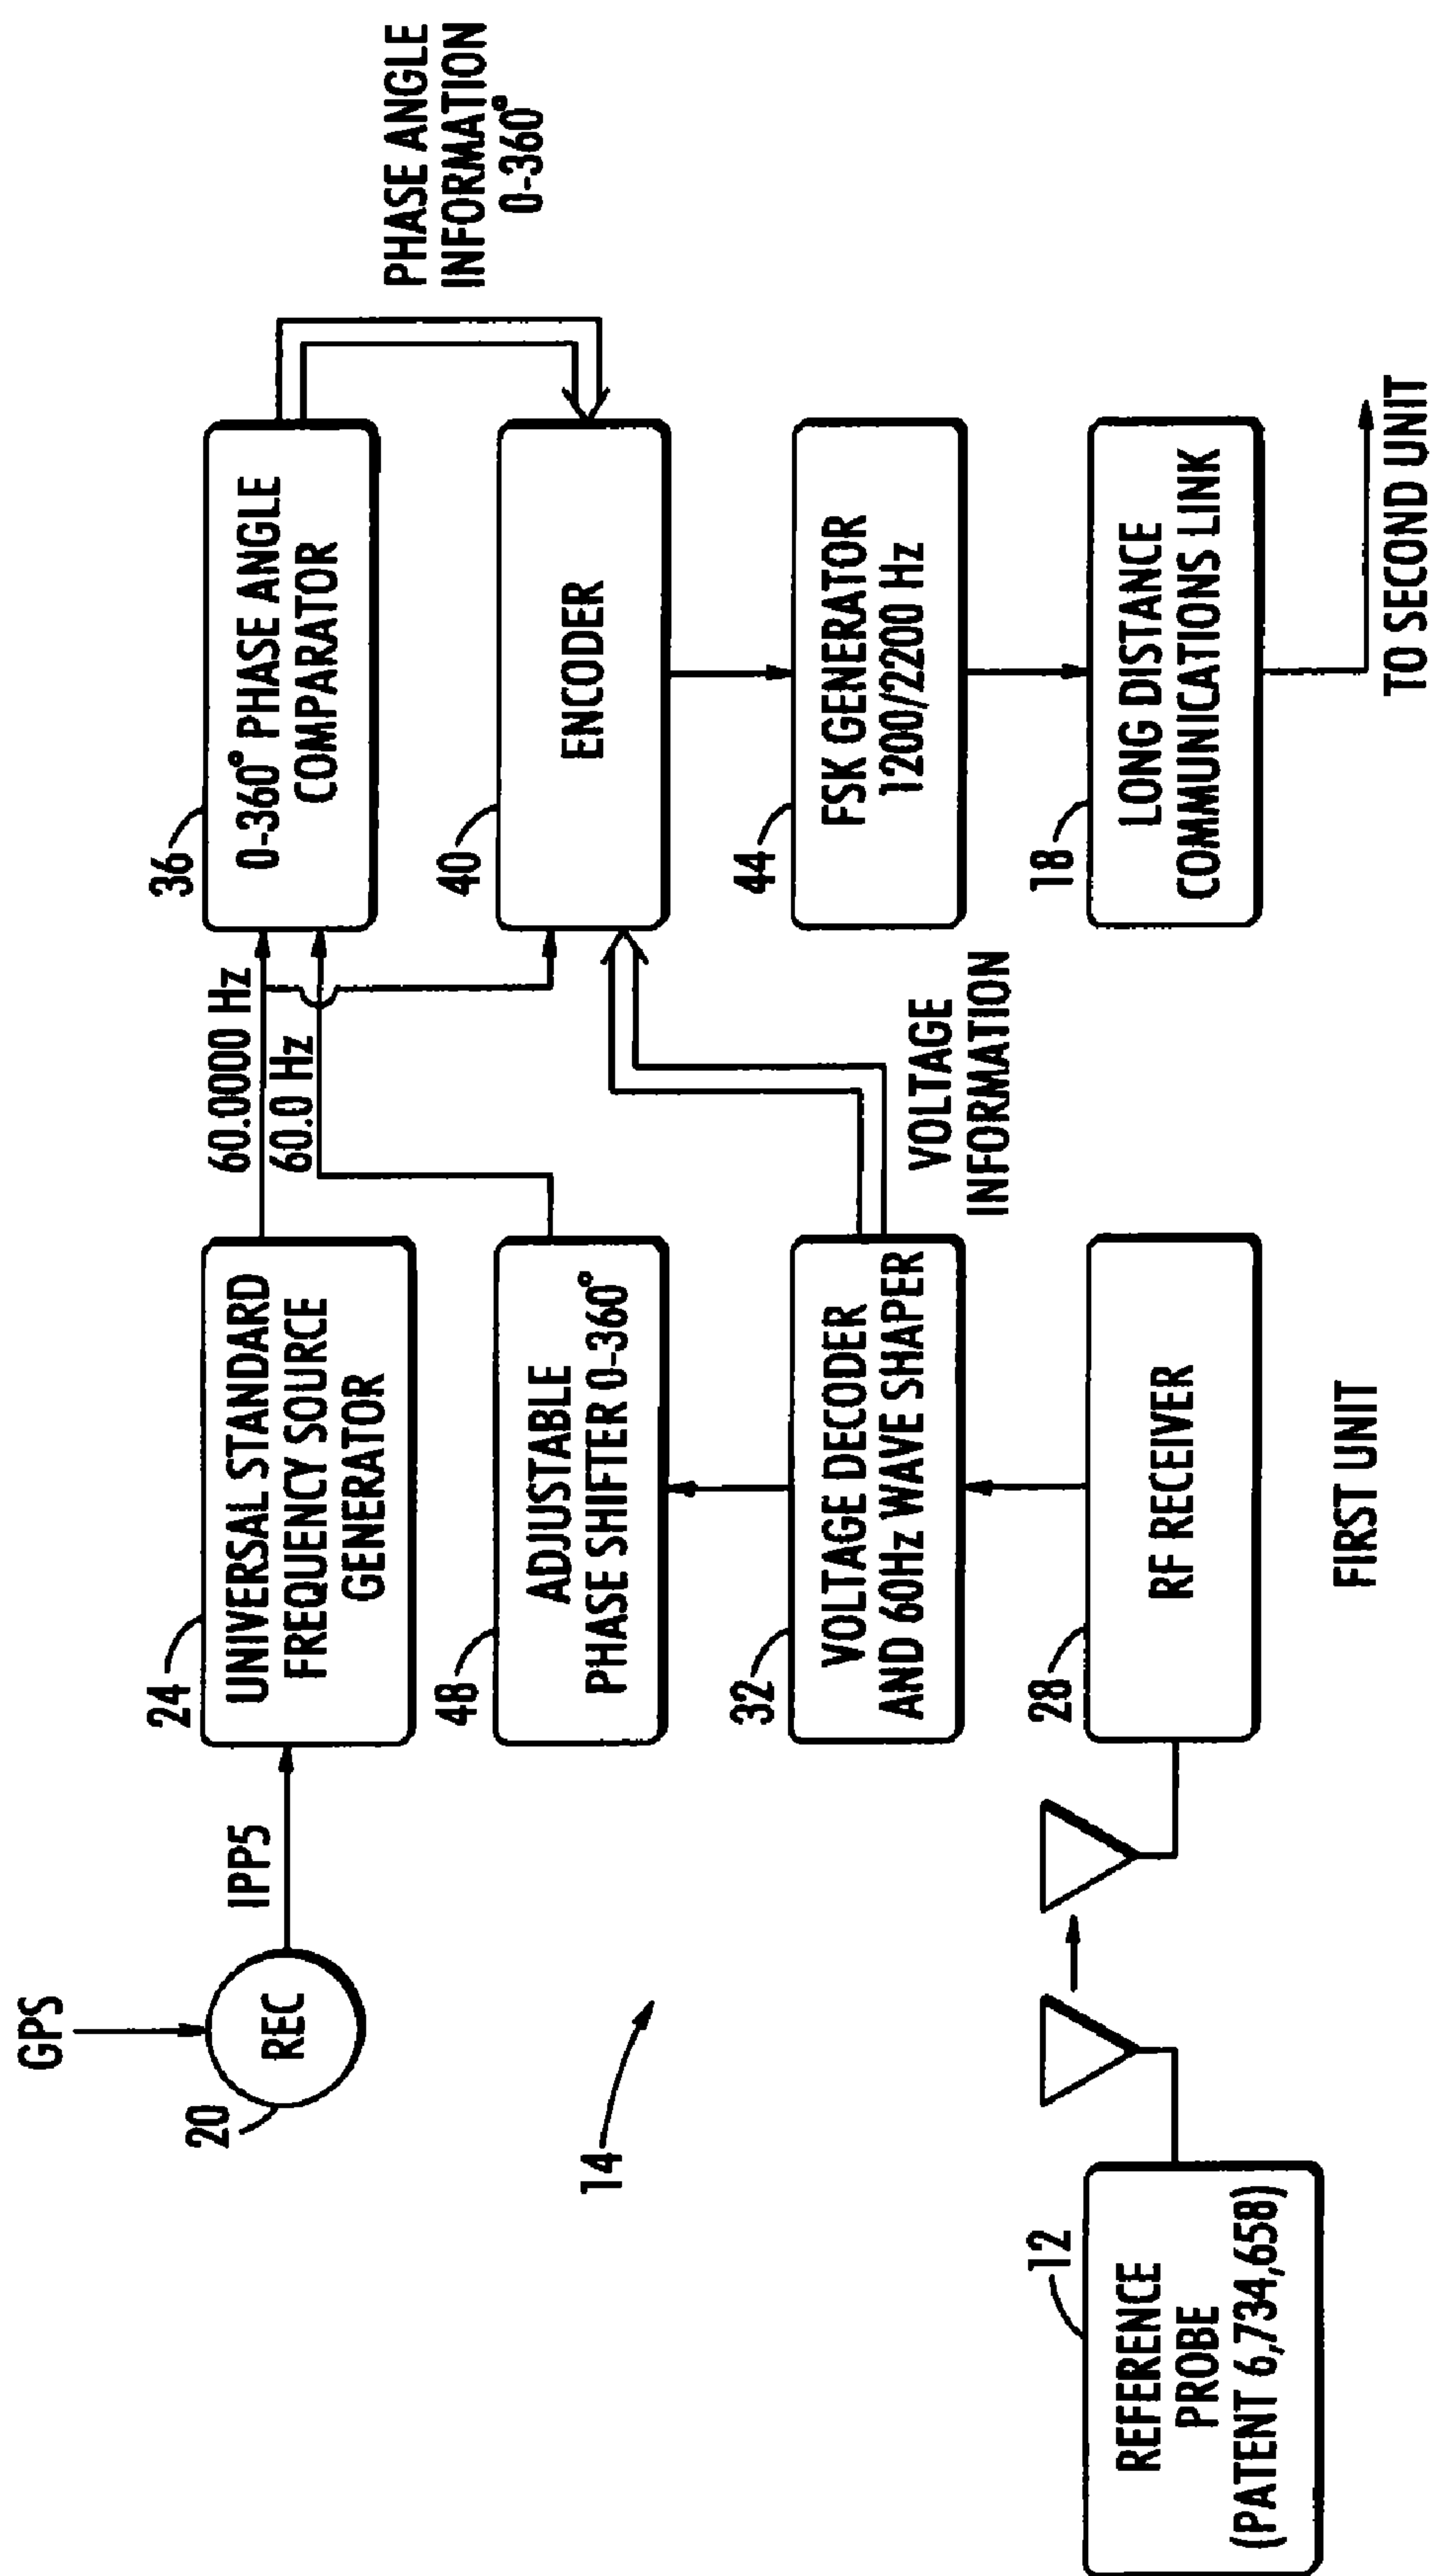 GPS
20
REC
IPP5
24
UNIVERSAL STANDARD
FREQUENCY SOURCE
GENERATOR
60.0000 Hz
60.0 Hz
36
0-360° PHASE ANGLE
COMPARATOR
PHASE ANGLE
INFORMATION
0-360°
48
ADJUSTABLE
PHASE SHIFTER 0-360°
40
ENCODER
14
32
VOLTAGE DECODER
AND 60Hz WAVE SHAPER
VOLTAGE
INFORMATION
44
FSK GENERATOR
1200/2200 Hz
12
REFERENCE
PROBE
(PATENT 6,734,658)
28
RF RECEIVER
18
LONG DISTANCE
COMMUNICATIONS LINK
TO SECOND UNIT
FIRST UNIT